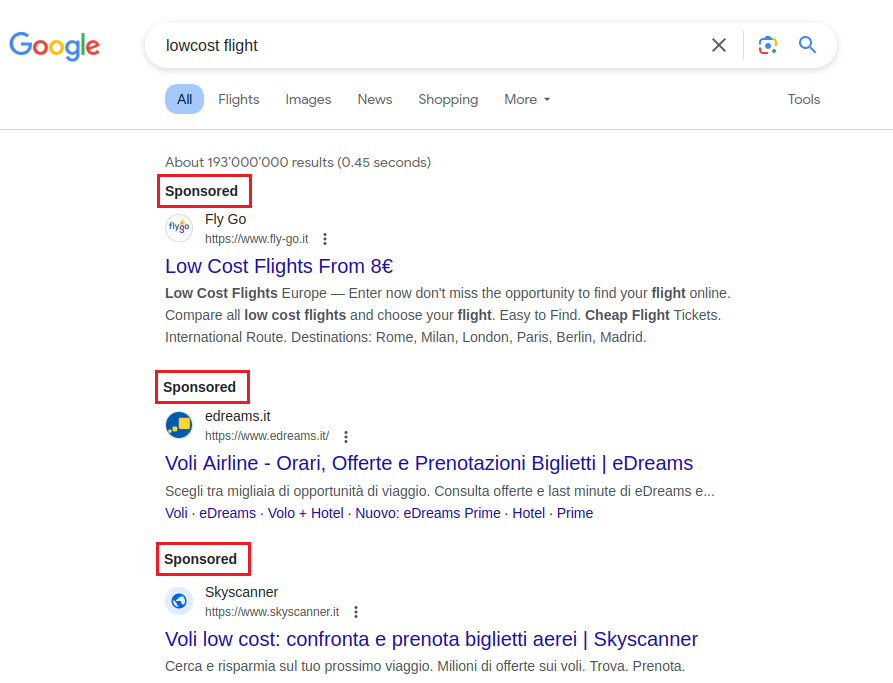 Google
lowcost flight
All Flights Images News Shopping More Tools
About 193'000'000 results (0.45 seconds)
Sponsored
fly go
Fly Go
https://www.fly-go.it
Low Cost Flights From 8€
Low Cost Flights Europe — Enter now don't miss the opportunity to find your flight online.
Compare all low cost flights and choose your flight. Easy to Find. Cheap Flight Tickets.
International Route. Destinations: Rome, Milan, London, Paris, Berlin, Madrid.
Sponsored
edreams.it
https://www.edreams.it/
Voli Airline - Orari, Offerte e Prenotazioni Biglietti | eDreams
Scegli tra migliaia di opportunità di viaggio. Consulta offerte e last minute di eDreams e...
Voli · eDreams · Volo + Hotel · Nuovo: eDreams Prime · Hotel · Prime
Sponsored
Skyscanner
https://www.skyscanner.it
Voli low cost: confronta e prenota biglietti aerei | Skyscanner
Cerca e risparmia sul tuo prossimo viaggio. Milioni di offerte sui voli. Trova. Prenota.